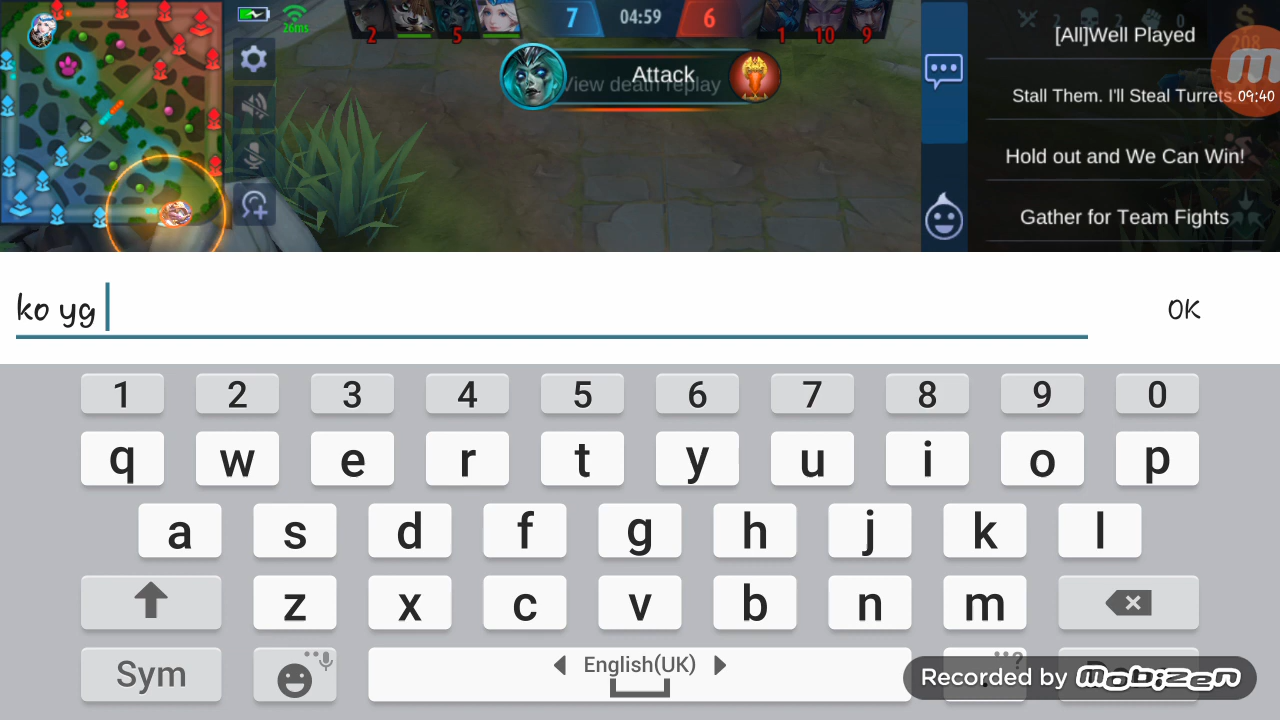 26ms
7 04:59 6
2 5 1 10 9
Attack
View death replay
[All]Well Played
Stall Them. I'll Steal Turrets.
09:40
Hold out and We Can Win!
Gather for Team Fights
ko yg
OK
1 2 3 4 5 6 7 8 9 0
q w e r t y u i o p
a s d f g h j k l
z x c v b n m
Sym
English(UK)
Recorded by mobizen